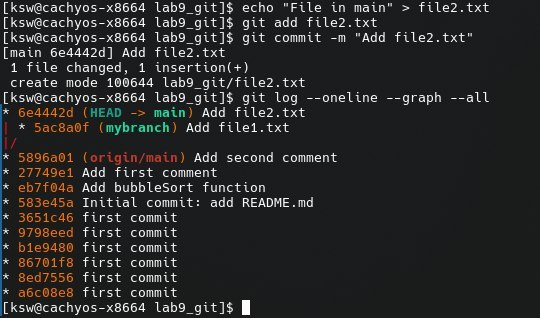 [ksw@cachyos-x8664 lab9_git]$ echo "File in main" > file2.txt
[ksw@cachyos-x8664 lab9_git]$ git add file2.txt
[ksw@cachyos-x8664 lab9_git]$ git commit -m "Add file2.txt"
[main 6e4442d] Add file2.txt
 1 file changed, 1 insertion(+)
 create mode 100644 lab9_git/file2.txt
[ksw@cachyos-x8664 lab9_git]$ git log --oneline --graph --all
* 6e4442d (HEAD -> main) Add file2.txt
| * 5ac8a0f (mybranch) Add file1.txt
|/
* 5896a01 (origin/main) Add second comment
* 27749e1 Add first comment
* eb7f04a Add bubbleSort function
* 583e45a Initial commit: add README.md
* 3651c46 first commit
* 9798eed first commit
* b1e9480 first commit
* 86701f8 first commit
* 8ed7556 first commit
* a6c08e8 first commit
[ksw@cachyos-x8664 lab9_git]$